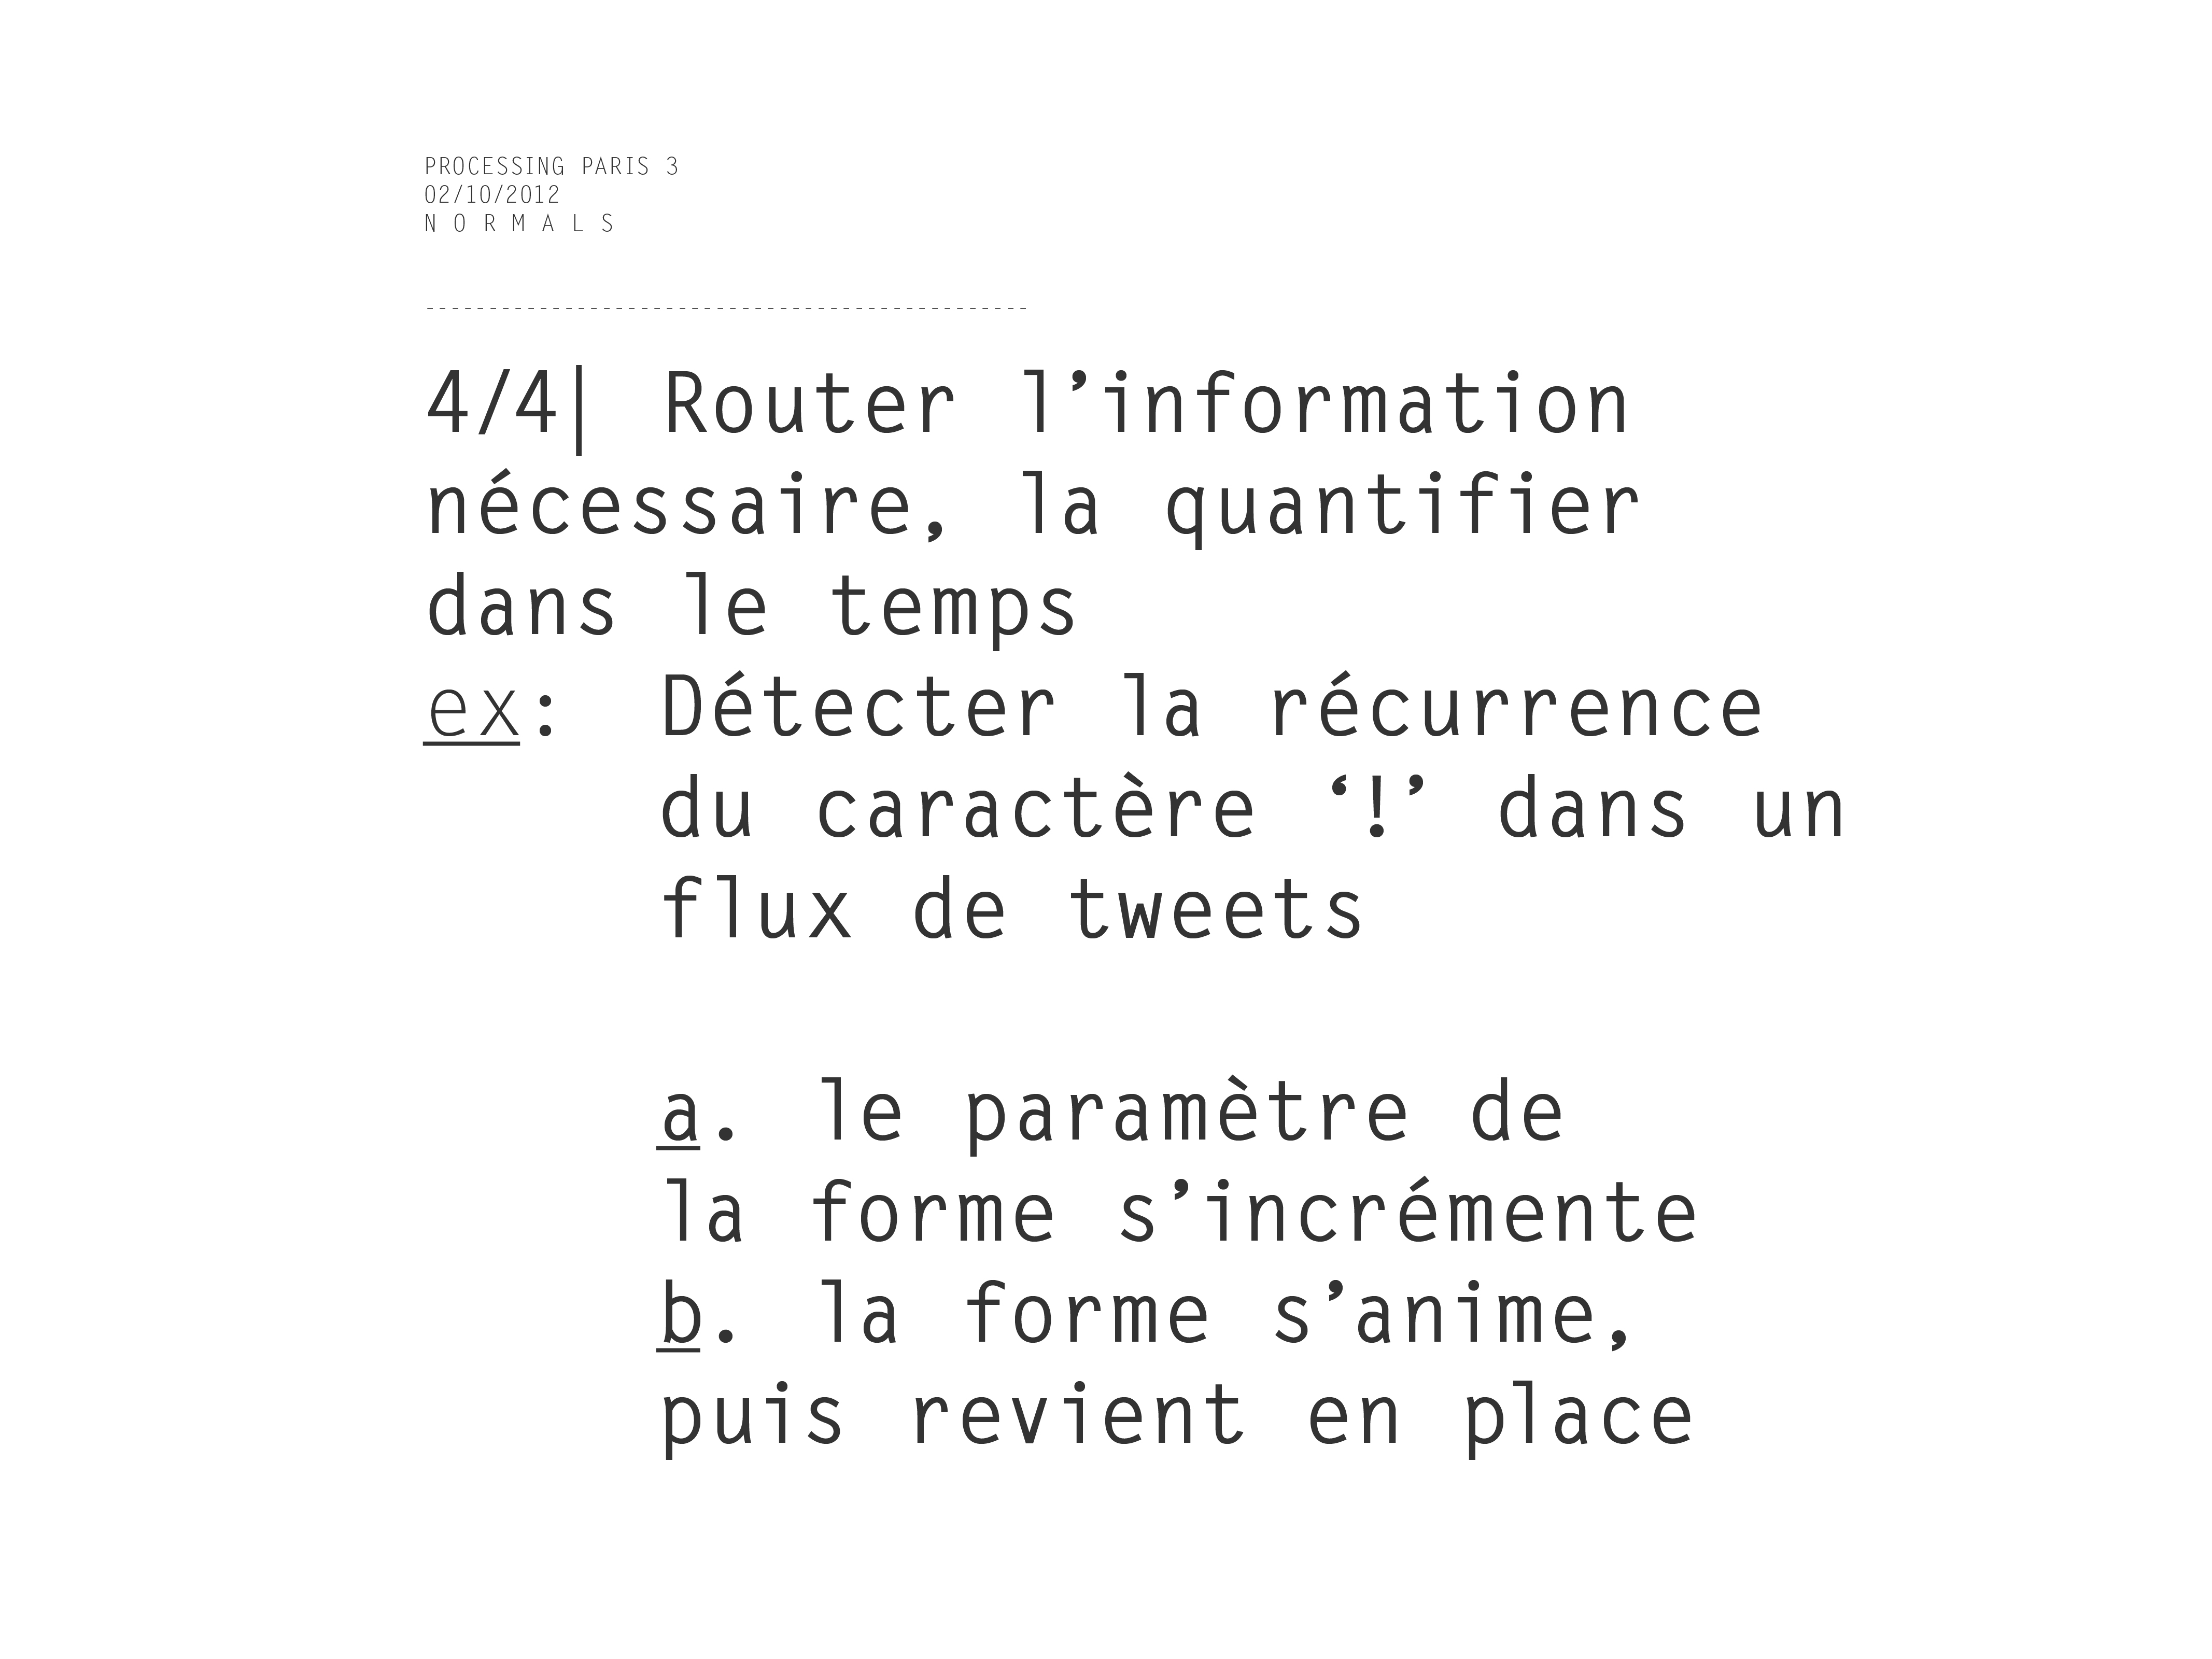 PROCESSING PARIS 3
02/10/2012
N O R M A L S
------------------------------------------------
4/4| Router l’information
nécessaire, la quantifier
dans le temps
ex: Détecter la récurrence
du caractère ‘!’ dans un
flux de tweets
a. le paramètre de
la forme s’incrémente
b. la forme s’anime,
puis revient en place